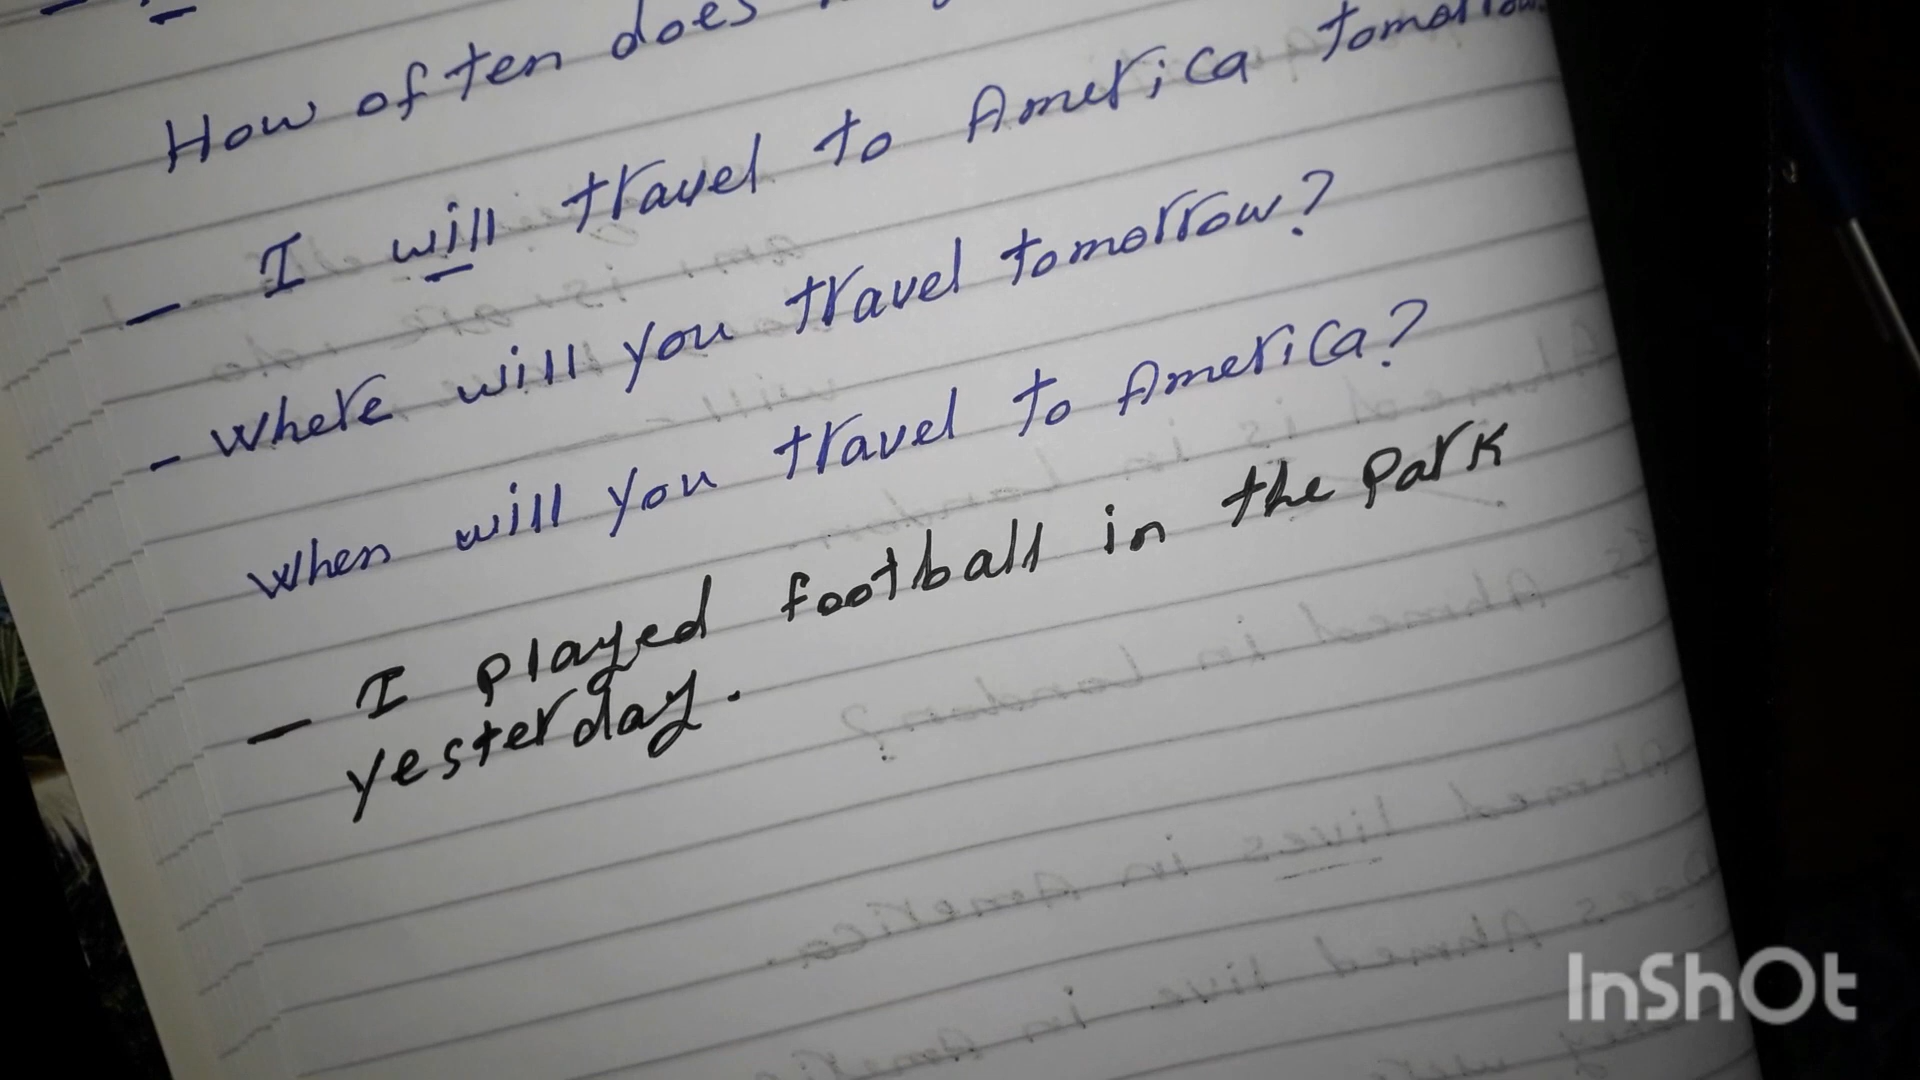 How often does
- I will travel to America tomorrow
- Where will you travel tomorrow?
When will you travel to America?
- I played football in the park
yesterday.
InShOt